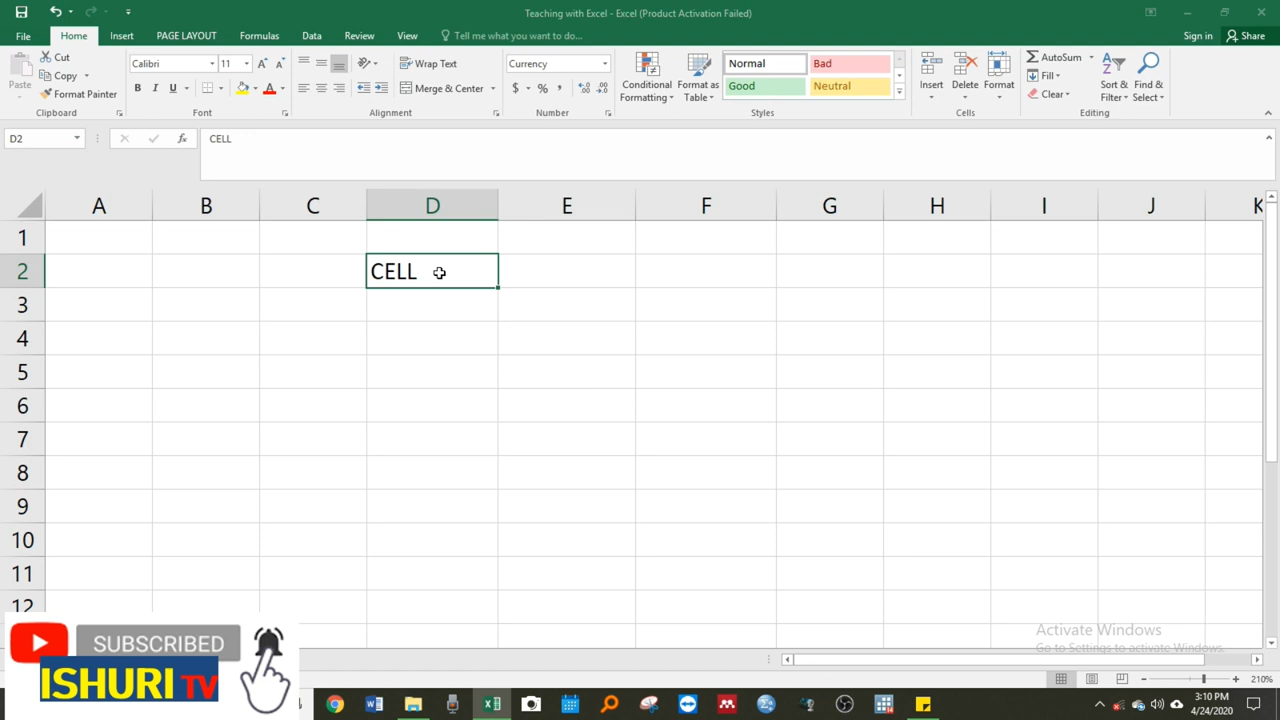 Teaching with Excel - Excel (Product Activation Failed)
File Home Insert PAGE LAYOUT Formulas Data Review View Tell me what you want to do... Sign in Share
Paste Cut Copy Format Painter Clipboard
Calibri 11 A A B I U A Font
Wrap Text Merge & Center Alignment
Currency $ % , Number
Conditional Formatting Format as Table Normal Bad Good Neutral Styles
Insert Delete Format Cells
AutoSum Fill Clear Sort & Filter Find & Select Editing
D2 fx CELL
A B C D E F G H I J K
1
2 CELL
3
4
5
6
7
8
9
10
11
12
SUBSCRIBED
ISHURI TV
Activate Windows
Go to Settings to activate Windows.
210%
3:10 PM
4/24/2020